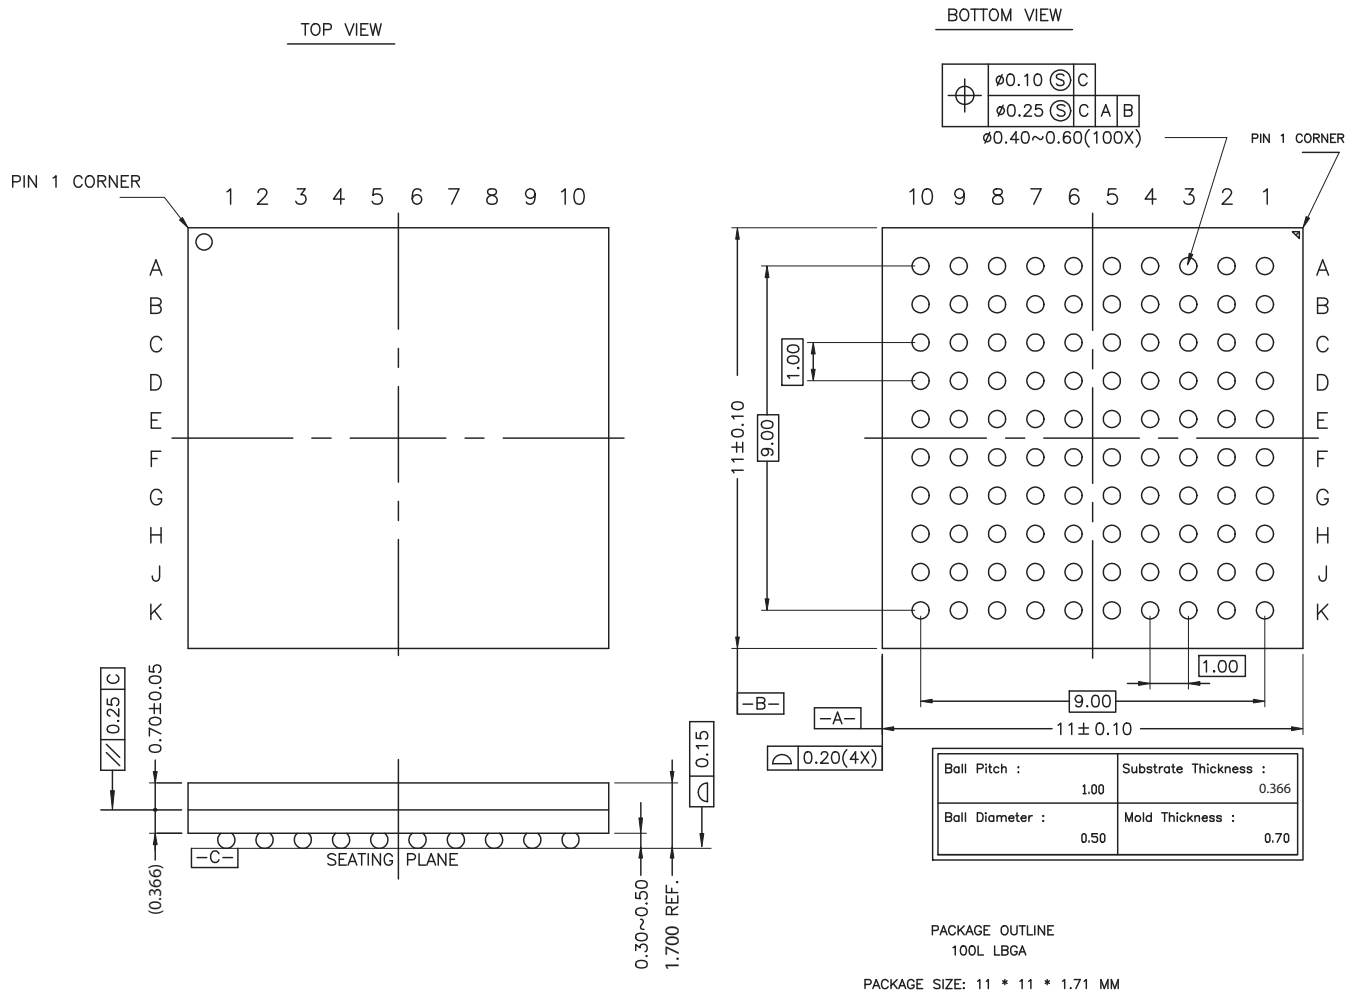 TOP VIEW
PIN 1 CORNER
1 2 3 4 5 6 7 8 9 10
A
B
C
D
E
F
G
H
J
K
// 0.25 C
0.70±0.05
(0.366)
-C-
SEATING PLANE
0.30~0.50
1.700 REF.
0.15
BOTTOM VIEW
⌀0.10 Ⓢ C
⌀0.25 Ⓢ C A B
⌀0.40~0.60(100X)
PIN 1 CORNER
10 9 8 7 6 5 4 3 2 1
A
B
C
D
E
F
G
H
J
K
1.00
9.00
11±0.10
-B-
1.00
9.00
-A-
11±0.10
0.20(4X)
Ball Pitch :
1.00
Substrate Thickness :
0.366
Ball Diameter :
0.50
Mold Thickness :
0.70
PACKAGE OUTLINE
100L LBGA
PACKAGE SIZE: 11 * 11 * 1.71 MM